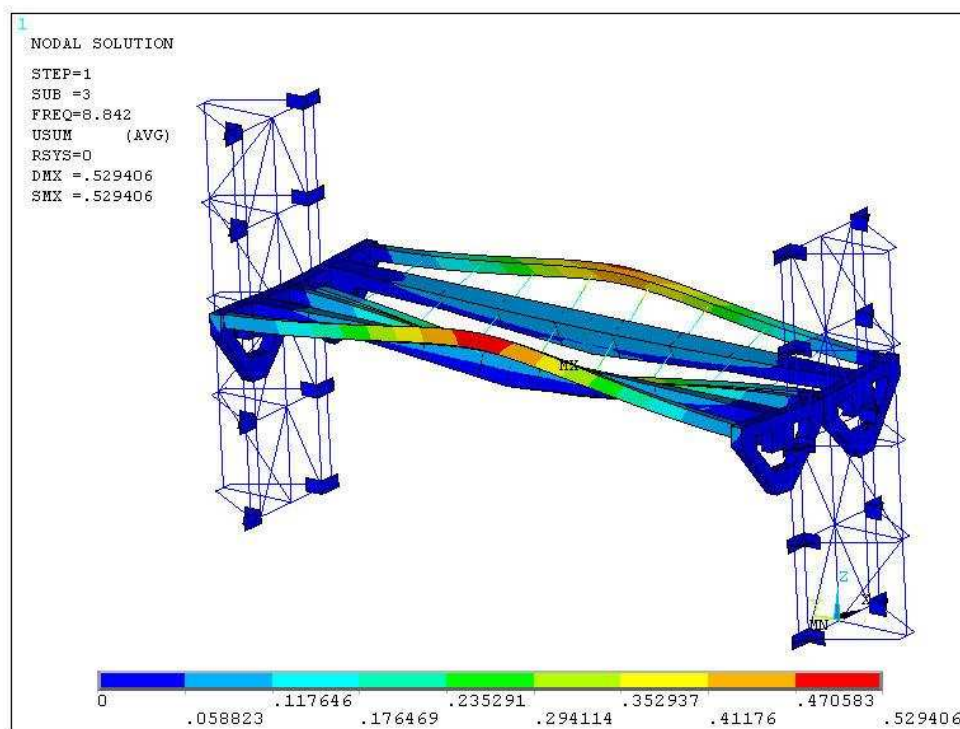 1
NODAL SOLUTION
STEP=1
SUB =3
FREQ=8.842
USUM (AVG)
RSYS=0
DMX =.529406
SMX =.529406
MX
Z
X
MN
0 .117646 .235291 .352937 .470583
.058823 .176469 .294114 .41176 .529406